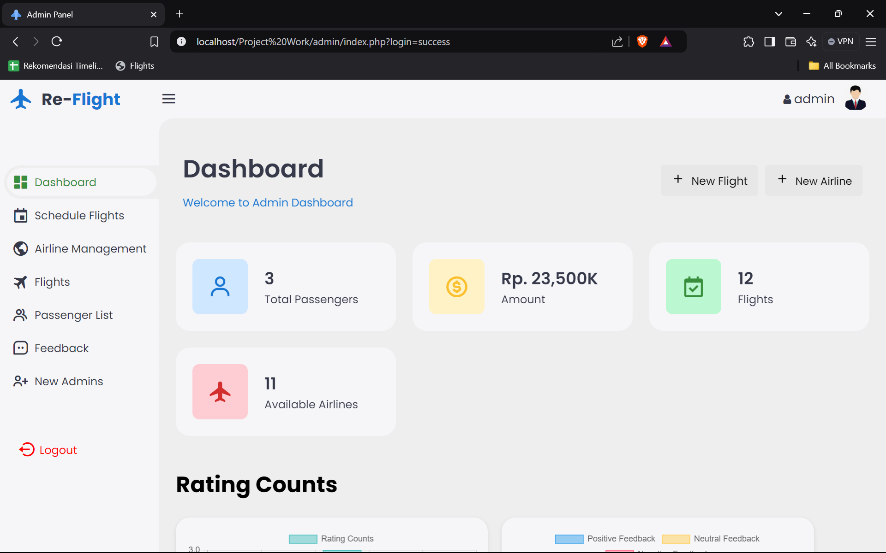 Admin Panel
localhost/Project%20Work/admin/index.php?login=success
VPN
Rekomendasi Timeli...
Flights
All Bookmarks
Re-Flight
admin
Dashboard
Schedule Flights
Airline Management
Flights
Passenger List
Feedback
New Admins
Logout
Dashboard
Welcome to Admin Dashboard
+ New Flight
+ New Airline
3
Total Passengers
Rp. 23,500K
Amount
12
Flights
11
Available Airlines
Rating Counts
Rating Counts
3.0
Positive Feedback
Neutral Feedback